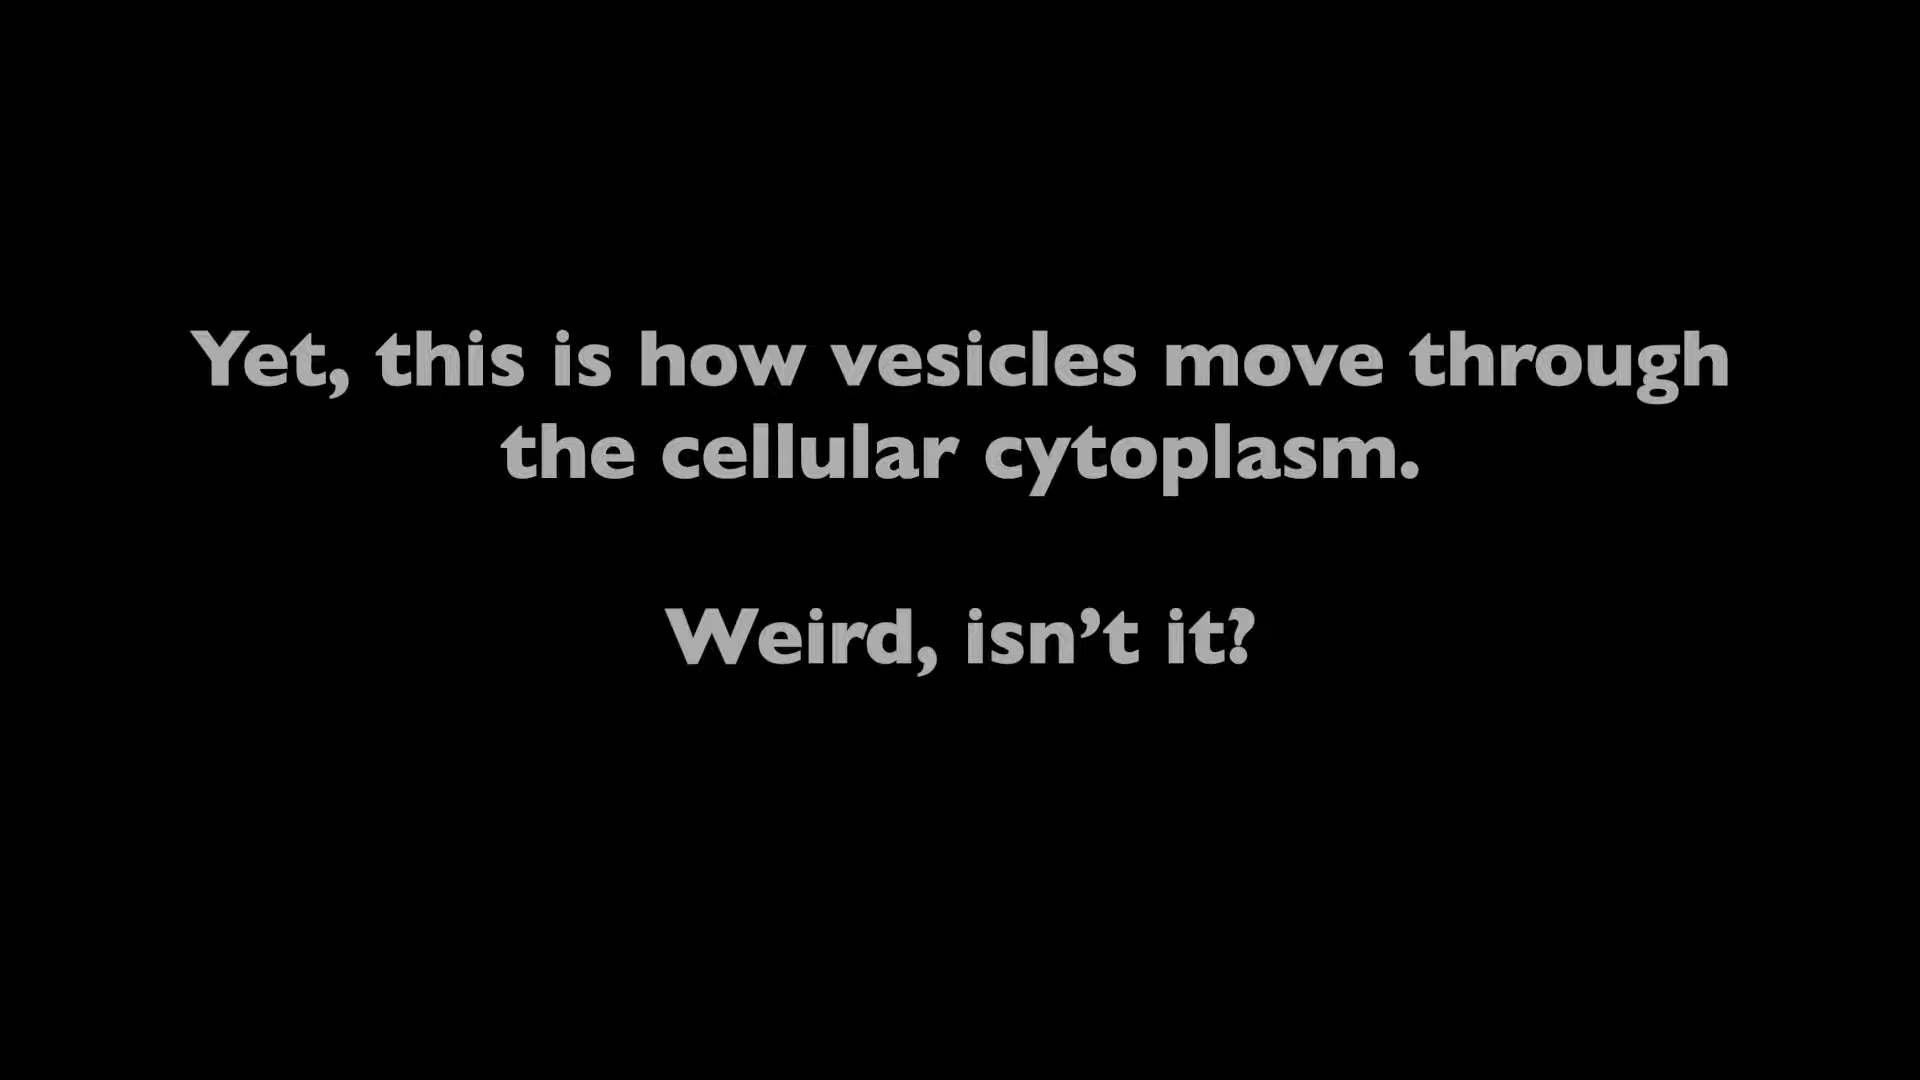 Yet, this is how vesicles move through
the cellular cytoplasm.
Weird, isn’t it?